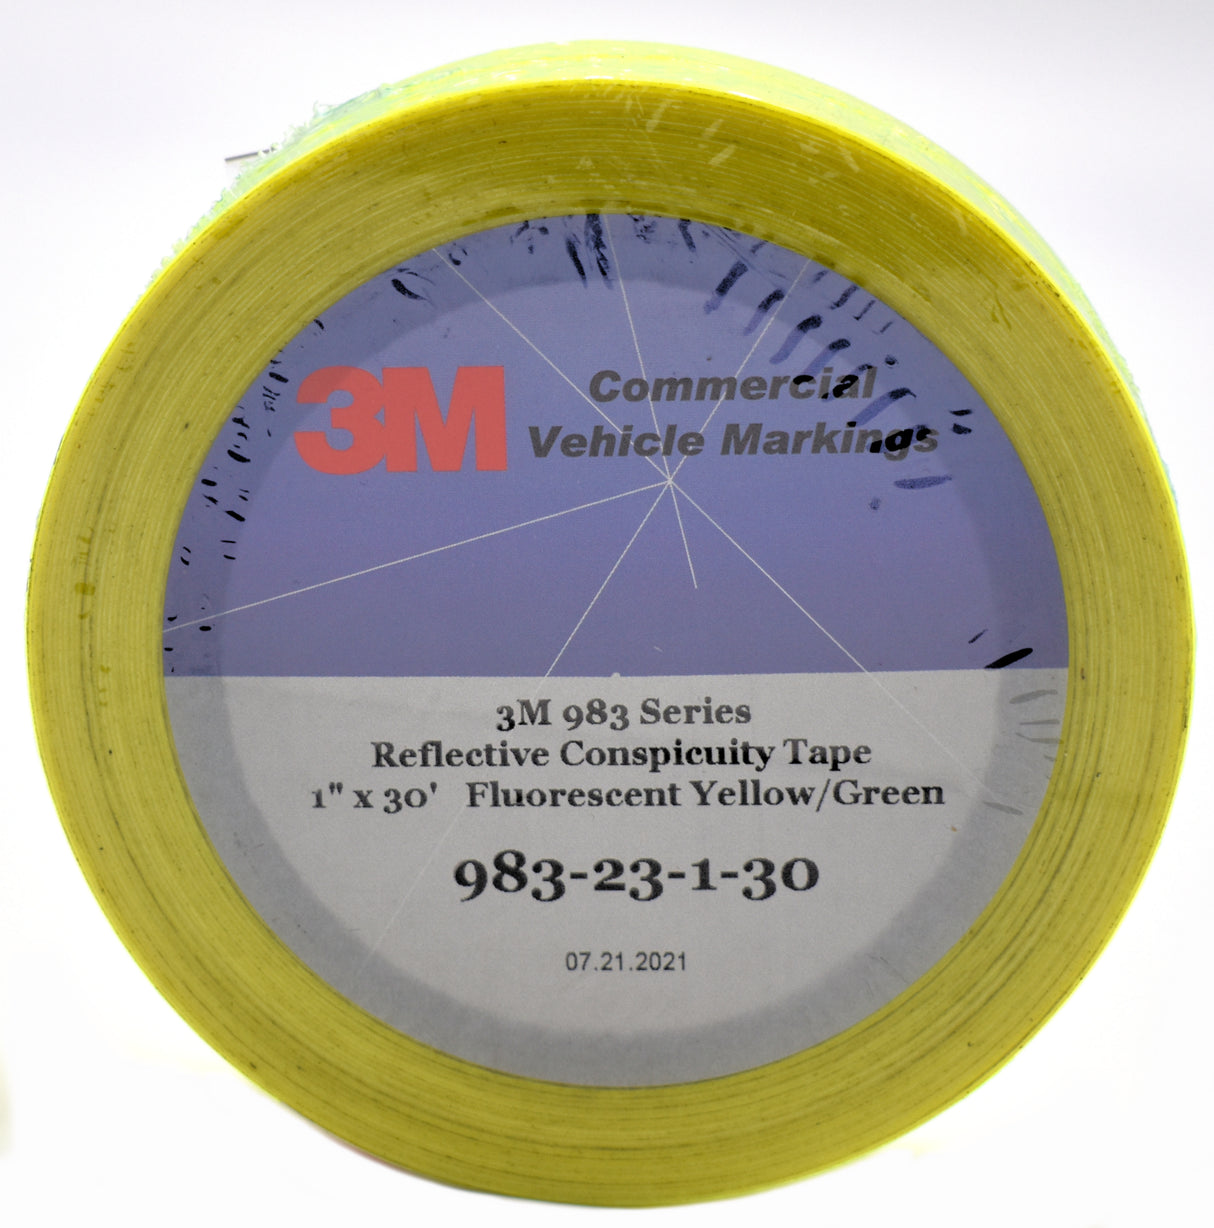 3M
Commercial
Vehicle Markings
3M 983 Series
Reflective Conspicuity Tape
1" x 30' Fluorescent Yellow/Green
983-23-1-30
07.21.2021